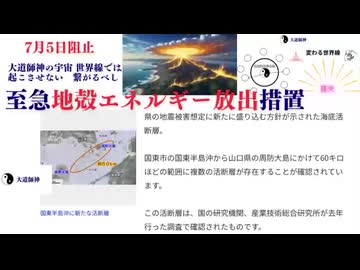 7月5日阻止
大道師神の宇宙 世界線では
起こさせない 繋がるべし
大道師神
変わる世界線
至急地殻エネルギー放出措置
県の地震被害想定に新たに盛り込む方針が示された海底活
断層。
国東市の国東半島沖から山口県の周防大島にかけて60キロ
ほどの範囲に複数の活断層が存在することが確認されてい
ます。
大道師神
国東半島沖に新たな活断層
この活断層は、国の研究機関、産業技術総合研究所が去年
行った調査で確認されたものです。